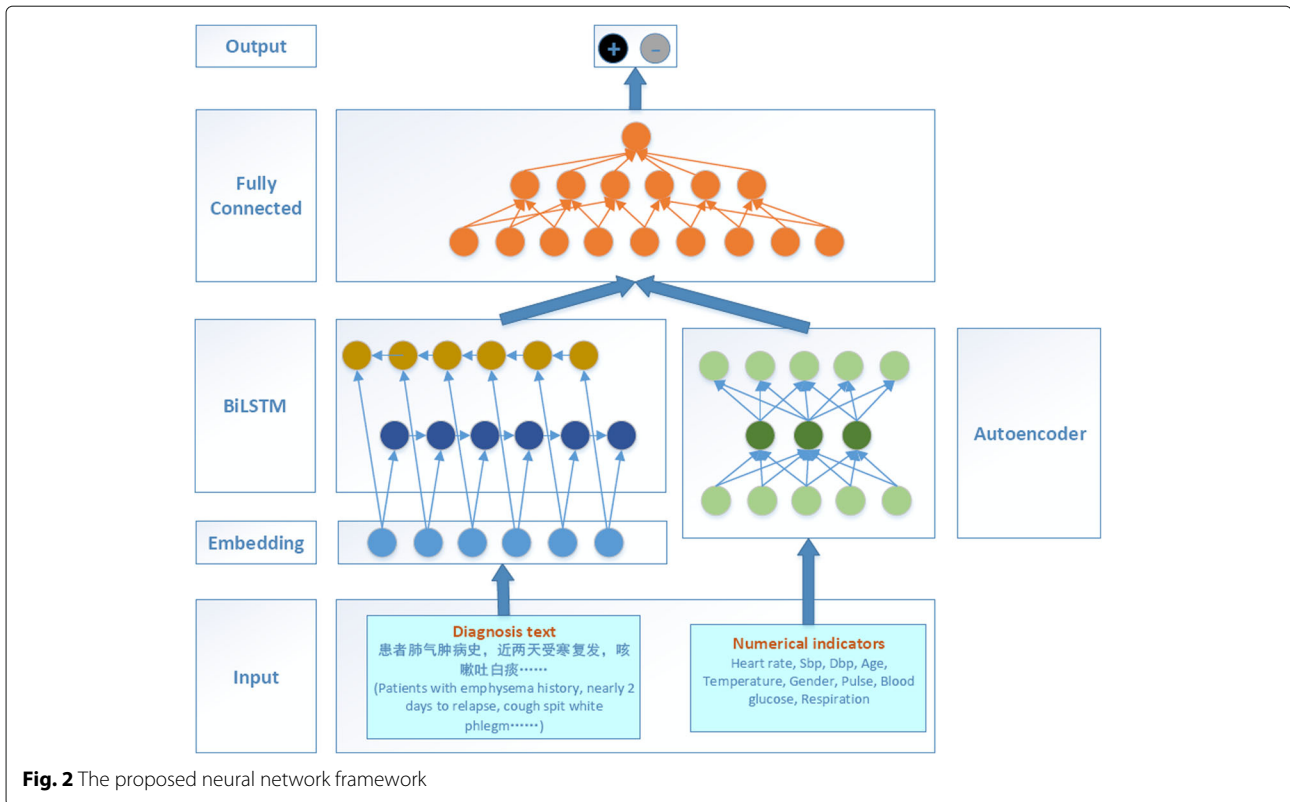 Output
+ -
Fully
Connected
BiLSTM
Autoencoder
Embedding
Input
Diagnosis text
患者肺气肿病史，近两天受寒复发，咳
嗽吐白痰……
(Patients with emphysema history, nearly 2
days to relapse, cough spit white
phlegm……)
Numerical indicators
Heart rate, Sbp, Dbp, Age,
Temperature, Gender, Pulse, Blood
glucose, Respiration
Fig. 2 The proposed neural network framework